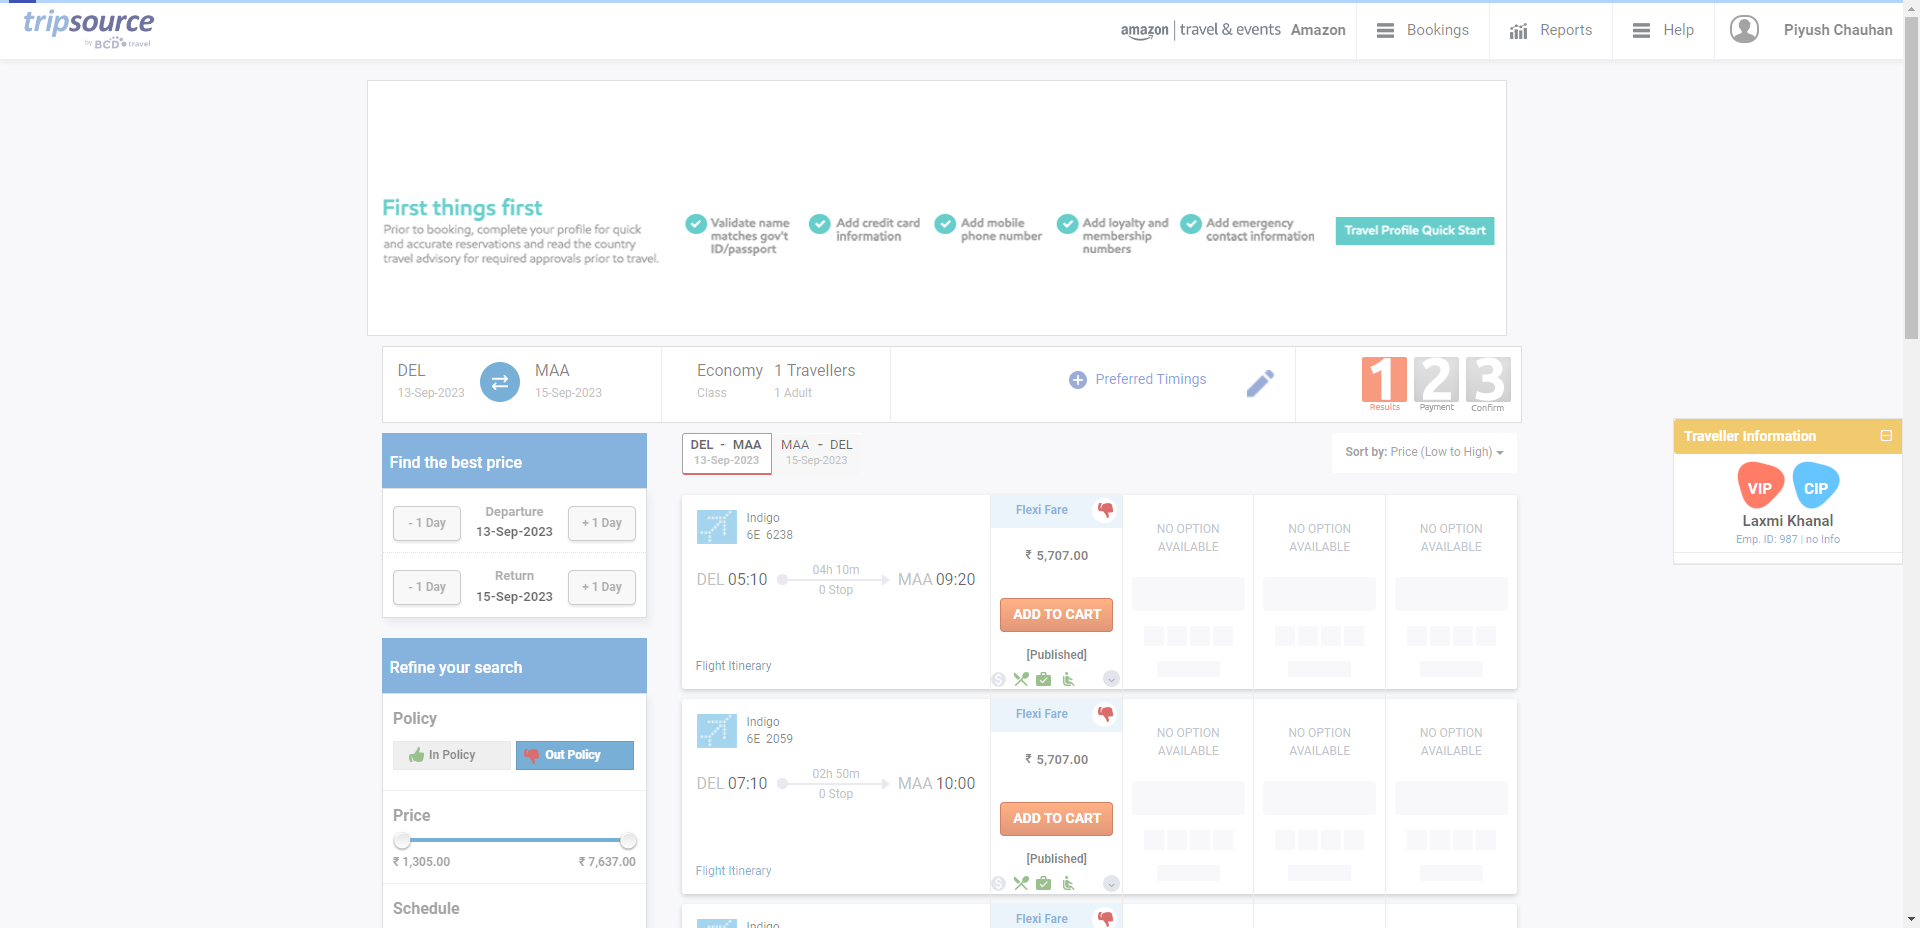 tripsource
by BCD travel
amazon travel & events Amazon
Bookings
Reports
Help
Piyush Chauhan
First things first
Prior to booking, complete your profile for quick
and accurate reservations and read the country
travel advisory for required approvals prior to travel.
Validate name
matches gov't
ID/passport
Add credit card
information
Add mobile
phone number
Add loyalty and
membership
numbers
Add emergency
contact information
Travel Profile Quick Start
DEL
13-Sep-2023
MAA
15-Sep-2023
Economy
Class
1 Travellers
1 Adult
Preferred Timings
1
Results
2
Payment
3
Confirm
Find the best price
- 1 Day
Departure
13-Sep-2023
+ 1 Day
- 1 Day
Return
15-Sep-2023
+ 1 Day
Refine your search
Policy
In Policy
Out Policy
Price
₹ 1,305.00
₹ 7,637.00
Schedule
DEL - MAA
13-Sep-2023
MAA - DEL
15-Sep-2023
Sort by: Price (Low to High)
Indigo
6E 6238
DEL 05:10
04h 10m
0 Stop
MAA 09:20
Flight Itinerary
Flexi Fare
₹ 5,707.00
ADD TO CART
[Published]
NO OPTION
AVAILABLE
NO OPTION
AVAILABLE
NO OPTION
AVAILABLE
Indigo
6E 2059
DEL 07:10
02h 50m
0 Stop
MAA 10:00
Flight Itinerary
Flexi Fare
₹ 5,707.00
ADD TO CART
[Published]
NO OPTION
AVAILABLE
NO OPTION
AVAILABLE
NO OPTION
AVAILABLE
Indigo
Flexi Fare
Traveller Information
VIP
CIP
Laxmi Khanal
Emp. ID: 987 | no Info